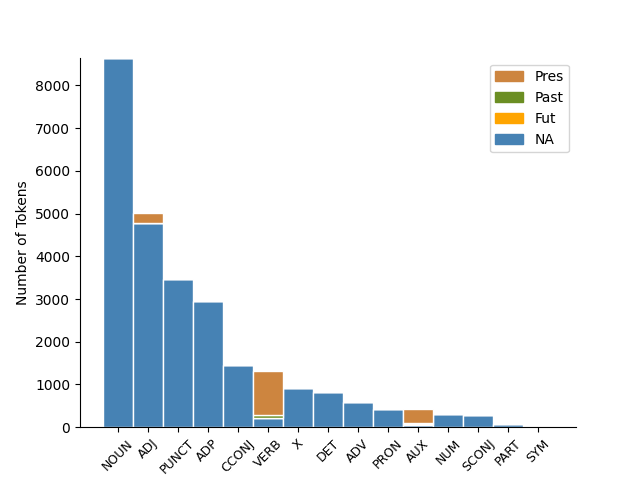 Pres
Past
Fut
NA
Number of Tokens
8000
7000
6000
5000
4000
3000
2000
1000
0
NOUN
ADJ
PUNCT
ADP
CCONJ
VERB
X
DET
ADV
PRON
AUX
NUM
SCONJ
PART
SYM